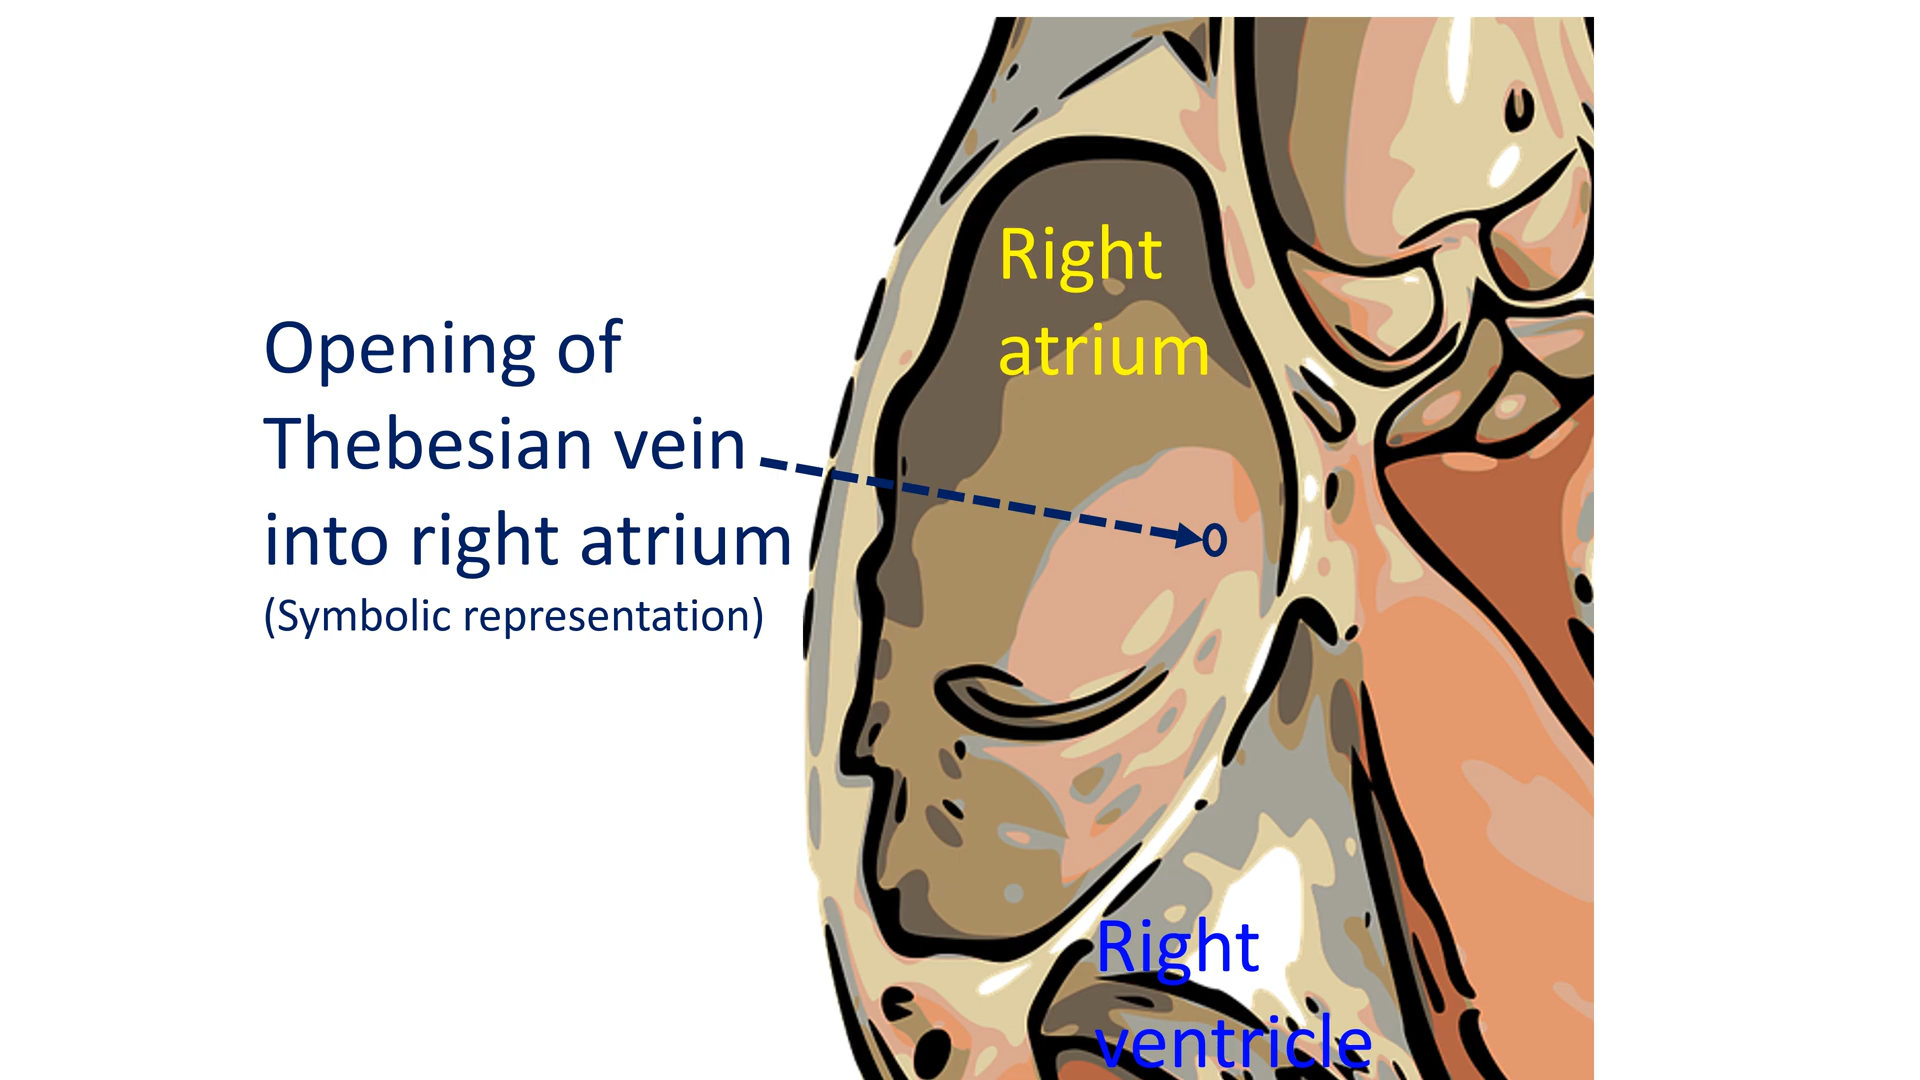 Opening of
Thebesian vein
into right atrium
(Symbolic representation)
Right
atrium
Right
ventricle